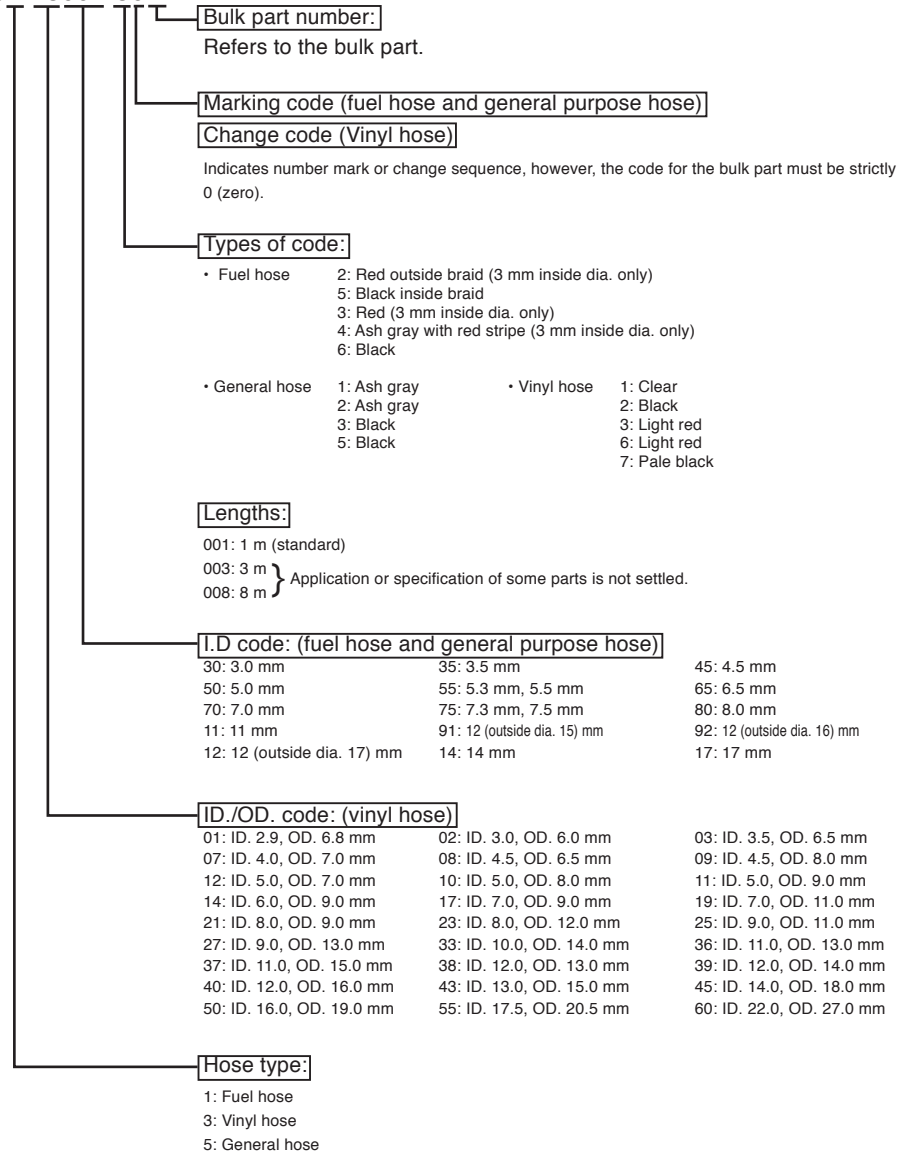 Bulk part number:
Refers to the bulk part.
Marking code (fuel hose and general purpose hose)
Change code (Vinyl hose)
Indicates number mark or change sequence, however, the code for the bulk part must be strictly
0 (zero).
Types of code:
・ Fuel hose 2: Red outside braid (3 mm inside dia. only)
5: Black inside braid
3: Red (3 mm inside dia. only)
4: Ash gray with red stripe (3 mm inside dia. only)
6: Black
・General hose 1: Ash gray ・Vinyl hose 1: Clear
2: Ash gray 2: Black
3: Black 3: Light red
5: Black 6: Light red
7: Pale black
Lengths:
001: 1 m (standard)
003: 3 m
008: 8 m } Application or specification of some parts is not settled.
I.D code: (fuel hose and general purpose hose)
30: 3.0 mm 35: 3.5 mm 45: 4.5 mm
50: 5.0 mm 55: 5.3 mm, 5.5 mm 65: 6.5 mm
70: 7.0 mm 75: 7.3 mm, 7.5 mm 80: 8.0 mm
11: 11 mm 91: 12 (outside dia. 15) mm 92: 12 (outside dia. 16) mm
12: 12 (outside dia. 17) mm 14: 14 mm 17: 17 mm
ID./OD. code: (vinyl hose)
01: ID. 2.9, OD. 6.8 mm 02: ID. 3.0, OD. 6.0 mm 03: ID. 3.5, OD. 6.5 mm
07: ID. 4.0, OD. 7.0 mm 08: ID. 4.5, OD. 6.5 mm 09: ID. 4.5, OD. 8.0 mm
12: ID. 5.0, OD. 7.0 mm 10: ID. 5.0, OD. 8.0 mm 11: ID. 5.0, OD. 9.0 mm
14: ID. 6.0, OD. 9.0 mm 17: ID. 7.0, OD. 9.0 mm 19: ID. 7.0, OD. 11.0 mm
21: ID. 8.0, OD. 9.0 mm 23: ID. 8.0, OD. 12.0 mm 25: ID. 9.0, OD. 11.0 mm
27: ID. 9.0, OD. 13.0 mm 33: ID. 10.0, OD. 14.0 mm 36: ID. 11.0, OD. 13.0 mm
37: ID. 11.0, OD. 15.0 mm 38: ID. 12.0, OD. 13.0 mm 39: ID. 12.0, OD. 14.0 mm
40: ID. 12.0, OD. 16.0 mm 43: ID. 13.0, OD. 15.0 mm 45: ID. 14.0, OD. 18.0 mm
50: ID. 16.0, OD. 19.0 mm 55: ID. 17.5, OD. 20.5 mm 60: ID. 22.0, OD. 27.0 mm
Hose type:
1: Fuel hose
3: Vinyl hose
5: General hose